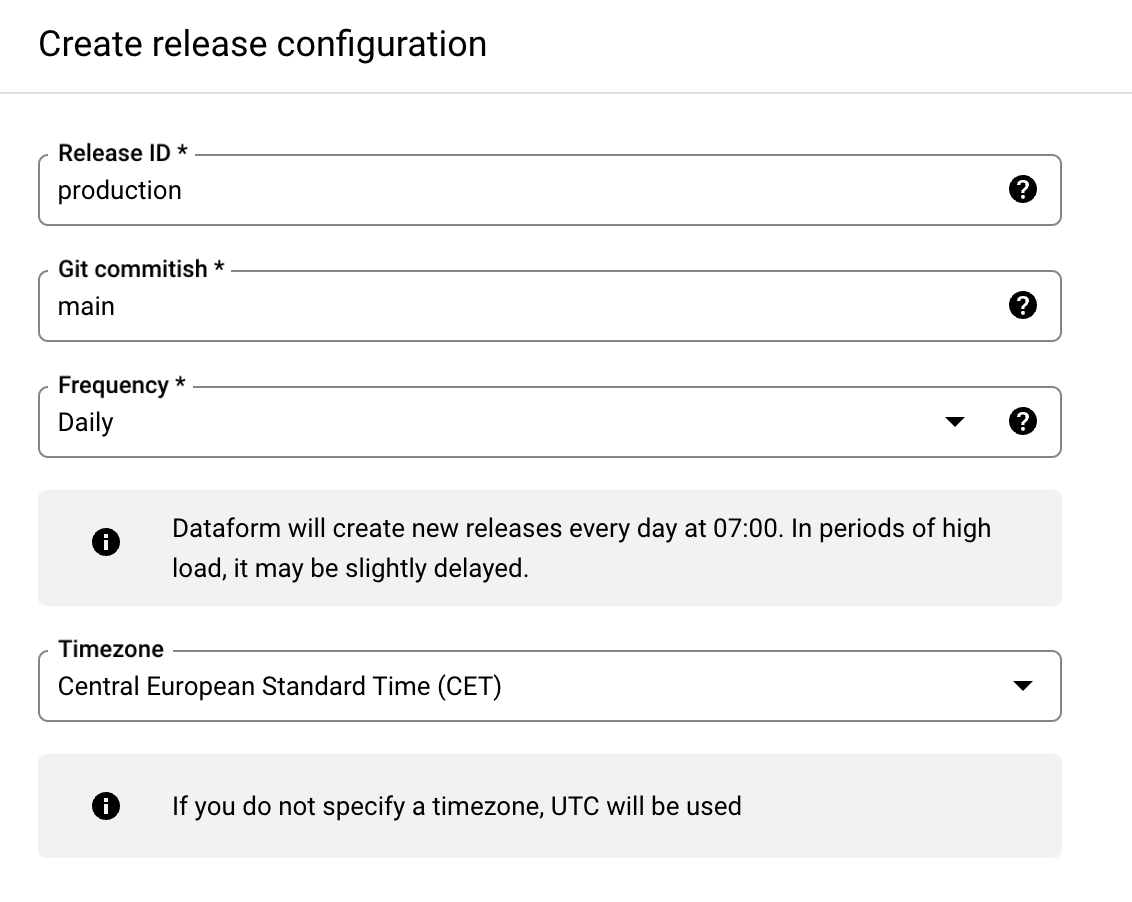 Create release configuration
Release ID *
production
Git commitish *
main
Frequency *
Daily
Dataform will create new releases every day at 07:00. In periods of high
load, it may be slightly delayed.
Timezone
Central European Standard Time (CET)
If you do not specify a timezone, UTC will be used